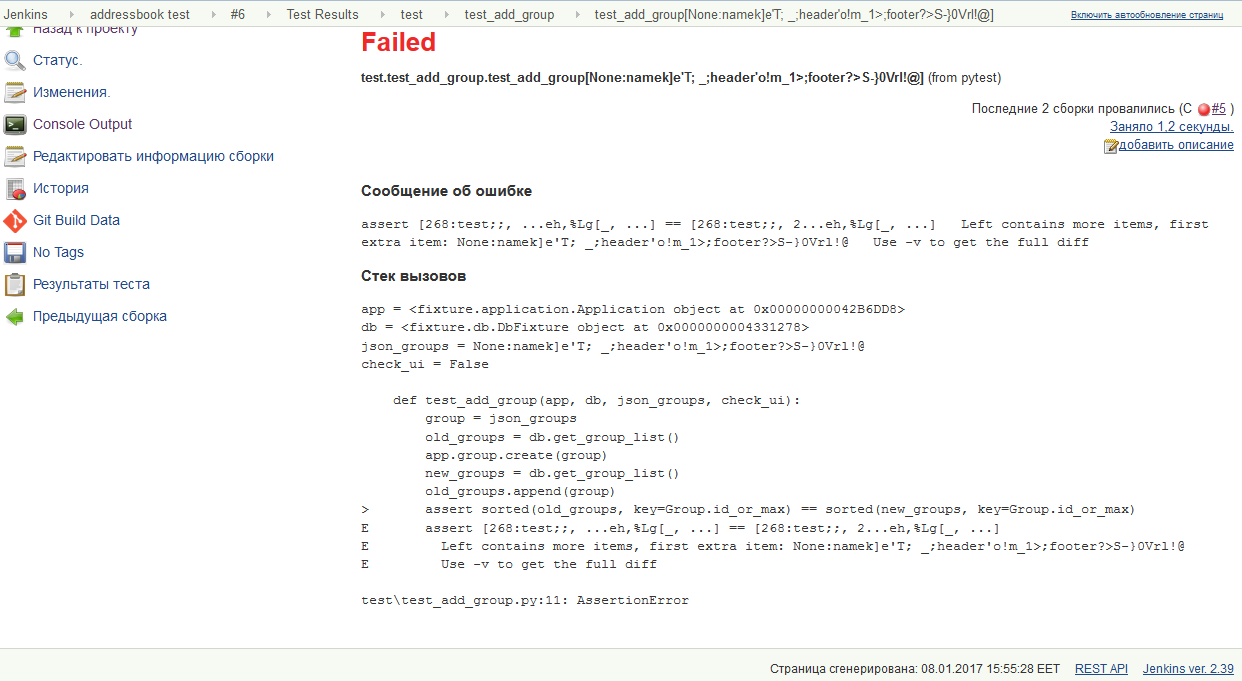 Jenkins addressbook test #6 Test Results test test_add_group test_add_group[None:namek]e'T; _;header'o!m_1>;footer?>S-}0Vrl!@] Включить автообновление страниц
Назад к проекту
Статус.
Изменения.
Console Output
Редактировать информацию сборки
История
Git Build Data
No Tags
Результаты теста
Предыдущая сборка
Failed
test.test_add_group.test_add_group[None:namek]e'T; _;header'o!m_1>;footer?>S-}0Vrl!@] (from pytest)
Последние 2 сборки провалились (С #5 )
Заняло 1,2 секунды.
добавить описание
Сообщение об ошибке
assert [268:test;;, ...eh,%Lg[_, ...] == [268:test;;, 2...eh,%Lg[_, ...]   Left contains more items, first
extra item: None:namek]e'T; _;header'o!m_1>;footer?>S-}0Vrl!@   Use -v to get the full diff
Стек вызовов
app = <fixture.application.Application object at 0x00000000042B6DD8>
db = <fixture.db.DbFixture object at 0x0000000004331278>
json_groups = None:namek]e'T; _;header'o!m_1>;footer?>S-}0Vrl!@
check_ui = False
    def test_add_group(app, db, json_groups, check_ui):
        group = json_groups
        old_groups = db.get_group_list()
        app.group.create(group)
        new_groups = db.get_group_list()
        old_groups.append(group)
>       assert sorted(old_groups, key=Group.id_or_max) == sorted(new_groups, key=Group.id_or_max)
E       assert [268:test;;, ...eh,%Lg[_, ...] == [268:test;;, 2...eh,%Lg[_, ...]
E         Left contains more items, first extra item: None:namek]e'T; _;header'o!m_1>;footer?>S-}0Vrl!@
E         Use -v to get the full diff
test\test_add_group.py:11: AssertionError
Страница сгенерирована: 08.01.2017 15:55:28 EET REST API Jenkins ver. 2.39